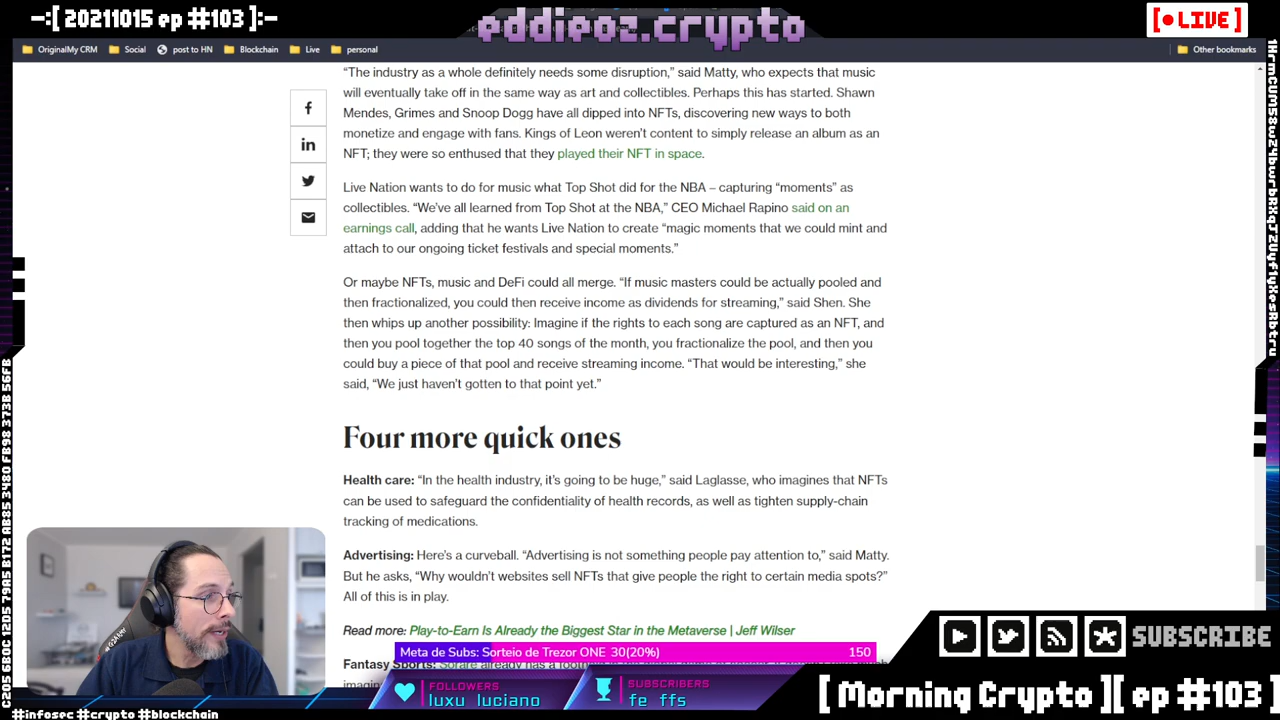 -:[ 20211015 ep #103 ]:-
eddieoz.crypto
[ ● LIVE ]
OriginalMy CRM
Social
post to HN
Blockchain
Live
personal
Other bookmarks
“The industry as a whole definitely needs some disruption,” said Matty, who expects that music
will eventually take off in the same way as art and collectibles. Perhaps this has started. Shawn
Mendes, Grimes and Snoop Dogg have all dipped into NFTs, discovering new ways to both
monetize and engage with fans. Kings of Leon weren’t content to simply release an album as an
NFT; they were so enthused that they played their NFT in space.
Live Nation wants to do for music what Top Shot did for the NBA – capturing “moments” as
collectibles. “We’ve all learned from Top Shot at the NBA,” CEO Michael Rapino said on an
earnings call, adding that he wants Live Nation to create “magic moments that we could mint and
attach to our ongoing ticket festivals and special moments.”
Or maybe NFTs, music and DeFi could all merge. “If music masters could be actually pooled and
then fractionalized, you could then receive income as dividends for streaming,” said Shen. She
then whips up another possibility: Imagine if the rights to each song are captured as an NFT, and
then you pool together the top 40 songs of the month, you fractionalize the pool, and then you
could buy a piece of that pool and receive streaming income. “That would be interesting,” she
said, “We just haven’t gotten to that point yet.”
Four more quick ones
Health care: “In the health industry, it’s going to be huge,” said Laglasse, who imagines that NFTs
can be used to safeguard the confidentiality of health records, as well as tighten supply-chain
tracking of medications.
Advertising: Here’s a curveball. “Advertising is not something people pay attention to,” said Matty.
But he asks, “Why wouldn’t websites sell NFTs that give people the right to certain media spots?”
All of this is in play.
Read more: Play-to-Earn Is Already the Biggest Star in the Metaverse | Jeff Wilser
Meta de Subs: Sorteio de Trezor ONE 30(20%)
150
Fantasy Sports:
FOLLOWERS
luxu luciano
SUBSCRIBERS
fe ffs
SUBSCRIBE
[ Morning Crypto ][ ep #103 ]
#infosec #crypto #blockchain